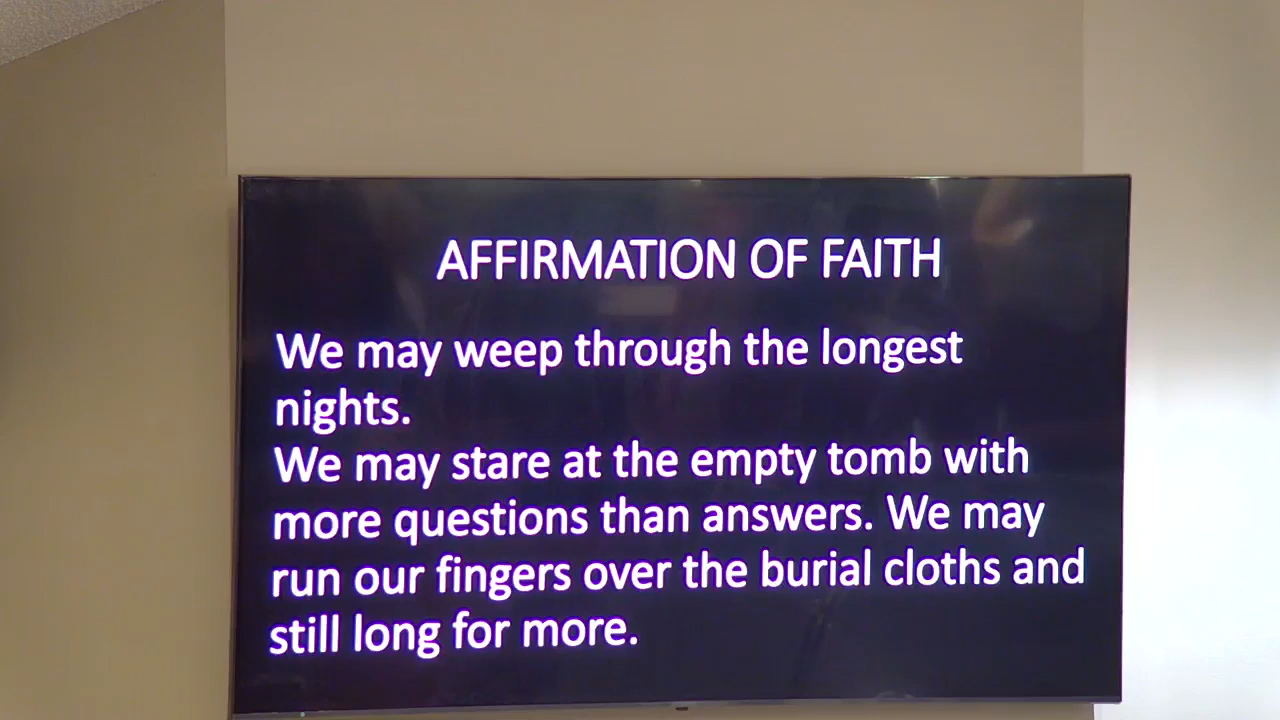 AFFIRMATION OF FAITH
We may weep through the longest
nights.
We may stare at the empty tomb with
more questions than answers. We may
run our fingers over the burial cloths and
still long for more.